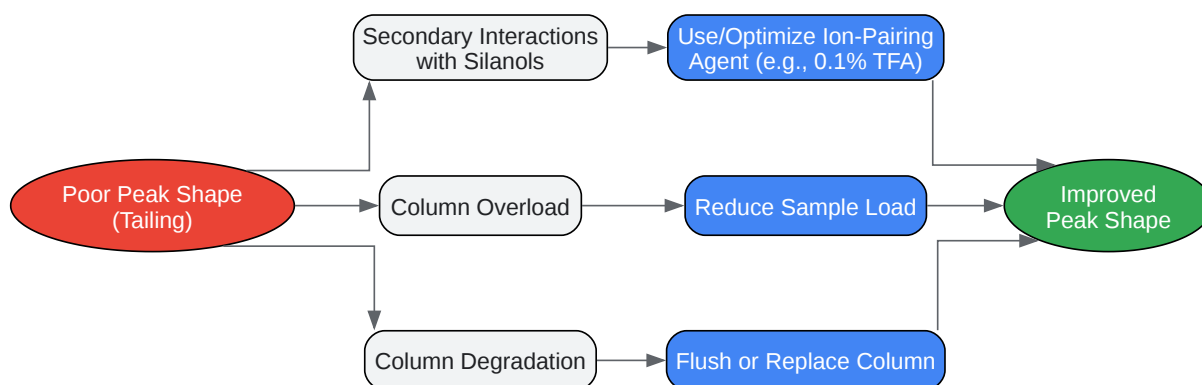 Secondary Interactions
with Silanols
Use/Optimize Ion-Pairing
Agent (e.g., 0.1% TFA)
Poor Peak Shape
(Tailing)
Column Overload
Reduce Sample Load
Improved
Peak Shape
Column Degradation
Flush or Replace Column